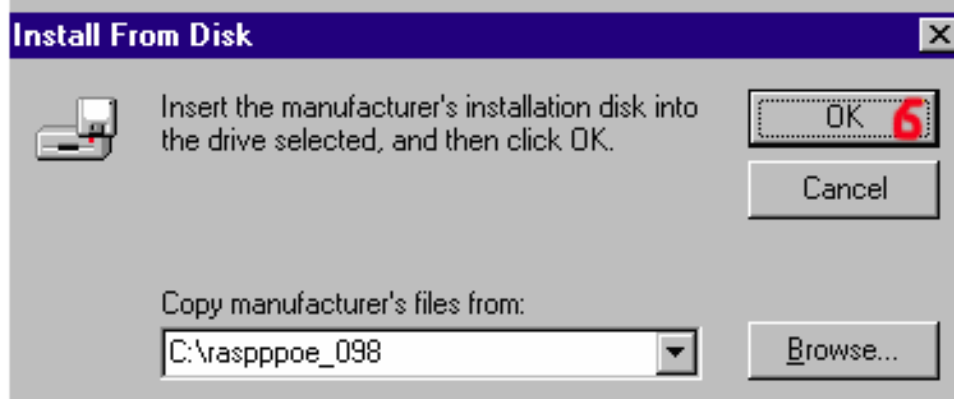 Install From Disk
Insert the manufacturer's installation disk into
the drive selected, and then click OK.
OK 6
Cancel
Copy manufacturer's files from:
C:\raspppoe_098
Browse...